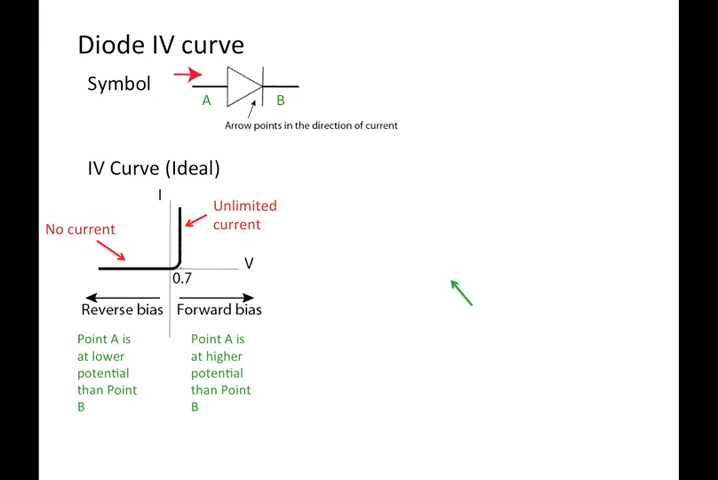 Diode IV curve
Symbol
A
B
Arrow points in the direction of current
IV Curve (Ideal)
I
Unlimited
current
No current
V
0.7
Reverse bias
Forward bias
Point A is
at lower
potential
than Point
B
Point A is
at higher
potential
than Point
B